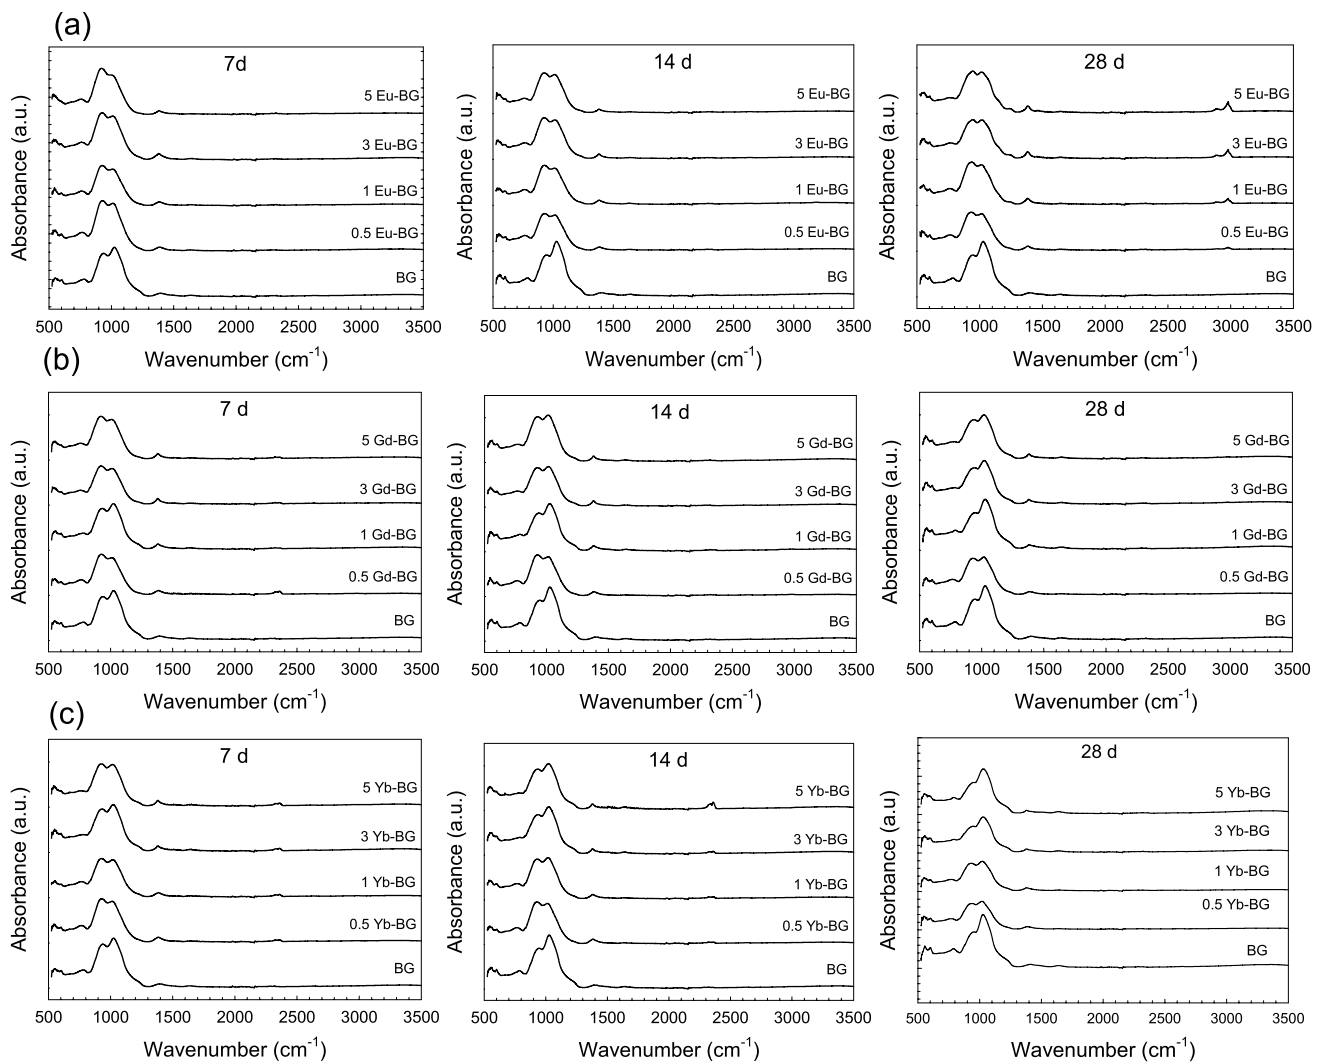 (a)
7d
5 Eu-BG
3 Eu-BG
1 Eu-BG
0.5 Eu-BG
BG
Absorbance (a.u.)
500 1000 1500 2000 2500 3000 3500
Wavenumber (cm-1)
14 d
5 Eu-BG
3 Eu-BG
1 Eu-BG
0.5 Eu-BG
BG
Absorbance (a.u.)
500 1000 1500 2000 2500 3000 3500
Wavenumber (cm-1)
28 d
5 Eu-BG
3 Eu-BG
1 Eu-BG
0.5 Eu-BG
BG
Absorbance (a.u.)
500 1000 1500 2000 2500 3000 3500
Wavenumber (cm-1)
(b)
7 d
5 Gd-BG
3 Gd-BG
1 Gd-BG
0.5 Gd-BG
BG
Absorbance (a.u.)
500 1000 1500 2000 2500 3000 3500
Wavenumber (cm-1)
14 d
5 Gd-BG
3 Gd-BG
1 Gd-BG
0.5 Gd-BG
BG
Absorbance (a.u.)
500 1000 1500 2000 2500 3000 3500
Wavenumber (cm-1)
28 d
5 Gd-BG
3 Gd-BG
1 Gd-BG
0.5 Gd-BG
BG
Absorbance (a.u.)
500 1000 1500 2000 2500 3000 3500
Wavenumber (cm-1)
(c)
7 d
5 Yb-BG
3 Yb-BG
1 Yb-BG
0.5 Yb-BG
BG
Absorbance (a.u.)
500 1000 1500 2000 2500 3000 3500
Wavenumber (cm-1)
14 d
5 Yb-BG
3 Yb-BG
1 Yb-BG
0.5 Yb-BG
BG
Absorbance (a.u.)
500 1000 1500 2000 2500 3000 3500
Wavenumber (cm-1)
28 d
5 Yb-BG
3 Yb-BG
1 Yb-BG
0.5 Yb-BG
BG
Absorbance (a.u)
500 1000 1500 2000 2500 3000 3500
Wavenumber (cm-1)